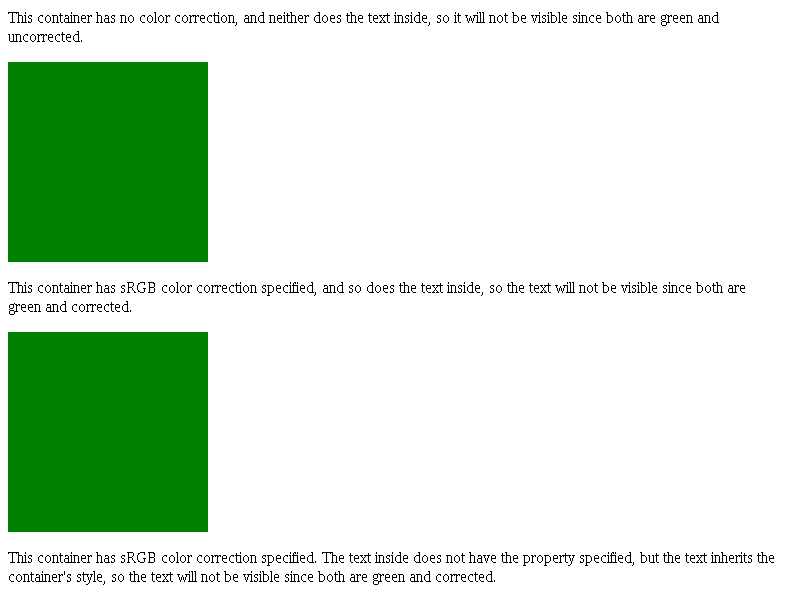 This container has no color correction, and neither does the text inside, so it will not be visible since both are green and
uncorrected.
This container has sRGB color correction specified, and so does the text inside, so the text will not be visible since both are
green and corrected.
This container has sRGB color correction specified. The text inside does not have the property specified, but the text inherits the
container's style, so the text will not be visible since both are green and corrected.